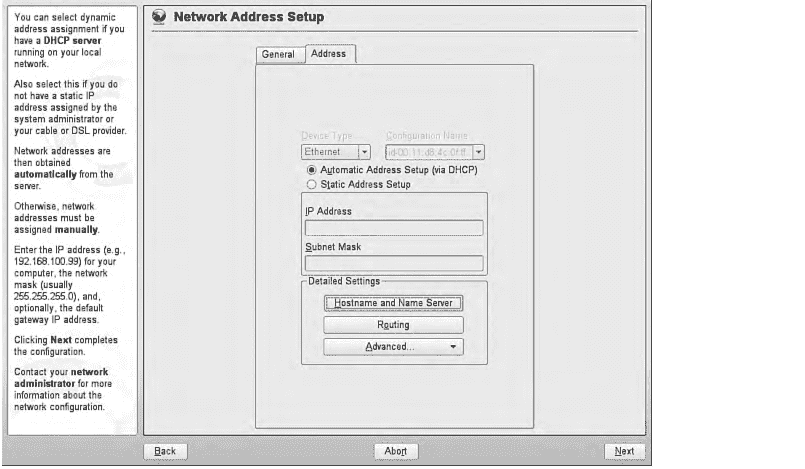 You can select dynamic
address assignment if you
have a DHCP server
running on your local
network.
Also select this if you do
not have a static IP
address assigned by the
system administrator or
your cable or DSL provider.
Network addresses are
then obtained
automatically from the
server.
Otherwise, network
addresses must be
assigned manually.
Enter the IP address (e.g.,
192.168.100.99) for your
computer, the network
mask (usually
255.255.255.0), and,
optionally, the default
gateway IP address.
Clicking Next completes
the configuration.
Contact your network
administrator for more
information about the
network configuration.
Network Address Setup
General Address
Device Type Configuration Name
Ethernet
Automatic Address Setup (via DHCP)
Static Address Setup
IP Address
Subnet Mask
Detailed Settings
Hostname and Name Server
Routing
Advanced...
Back Abort Next